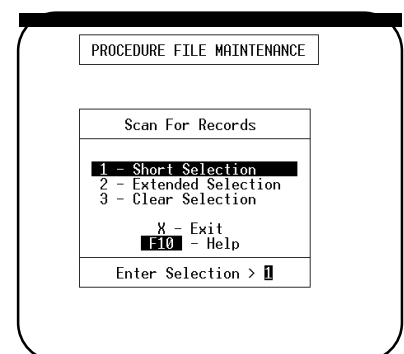 PROCEDURE FILE MAINTENANCE
Scan For Records
1 - Short Selection
2 - Extended Selection
3 - Clear Selection
X - Exit
F10 - Help
Enter Selection > 1